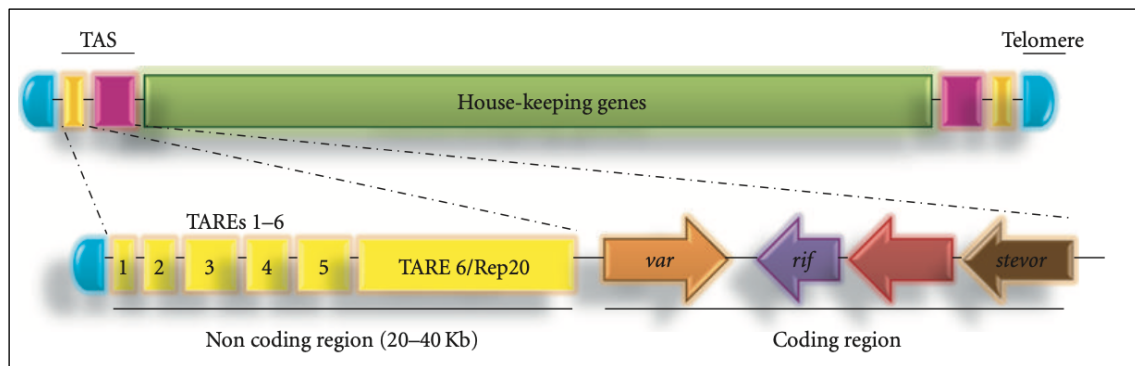 TAS
Telomere
House-keeping genes
TAREs 1–6
1 2 3 4 5 TARE 6/Rep20
var rif stevor
Non coding region (20–40 Kb)
Coding region